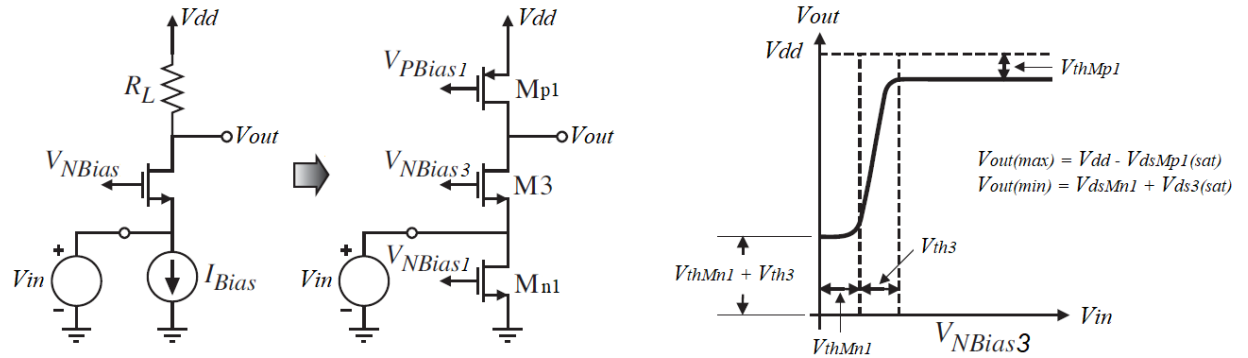 Vdd
RL
Vout
VNBias
+
Vin
-
IBias
Vdd
VPBias1
Mp1
Vout
VNBias3
M3
+
Vin
-
VNBias1
Mn1
Vout
Vdd
VthMp1
Vout(max) = Vdd - VdsMp1(sat)
Vout(min) = VdsMn1 + Vds3(sat)
Vth3
VthMn1 + Vth3
Vin
VthMn1
VNBias3